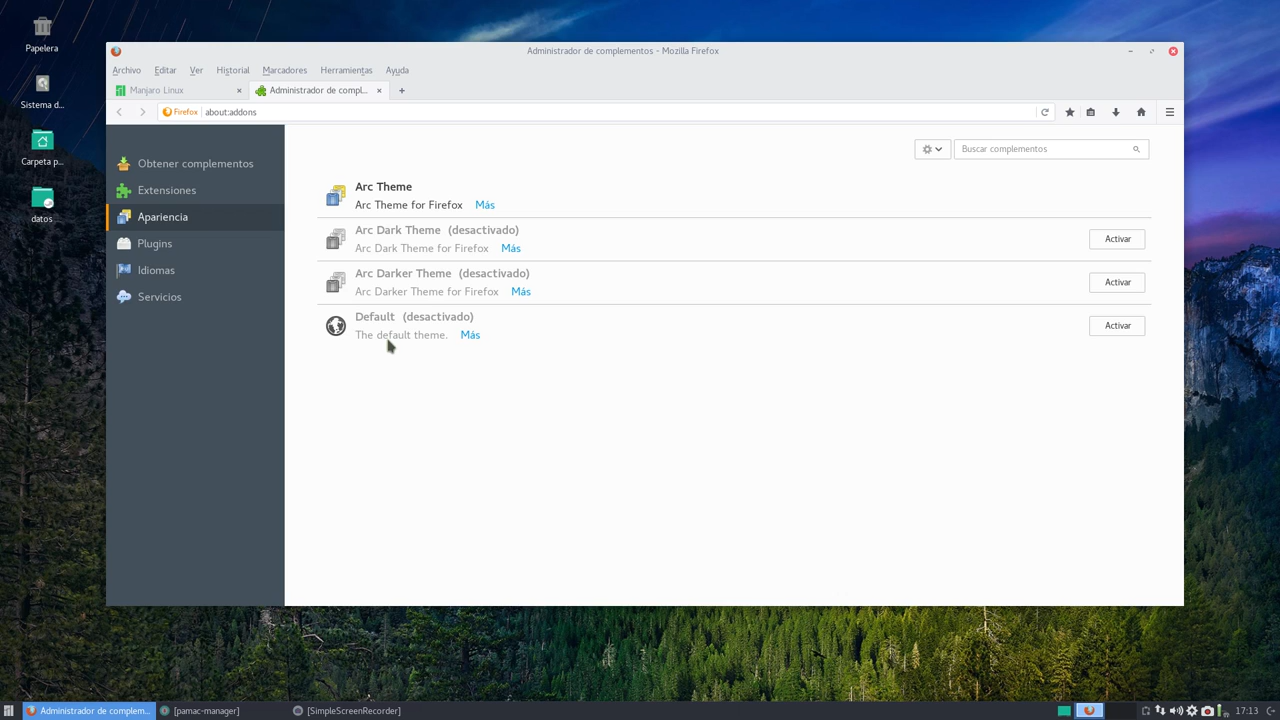 Papelera
Sistema d...
Carpeta p...
datos
Administrador de complementos - Mozilla Firefox
Archivo Editar Ver Historial Marcadores Herramientas Ayuda
Manjaro Linux
Administrador de compl...
Firefox about:addons
Obtener complementos
Extensiones
Apariencia
Plugins
Idiomas
Servicios
Buscar complementos
Arc Theme
Arc Theme for Firefox Más
Arc Dark Theme (desactivado)
Arc Dark Theme for Firefox Más
Activar
Arc Darker Theme (desactivado)
Arc Darker Theme for Firefox Más
Activar
Default (desactivado)
The default theme. Más
Activar
Administrador de complem... [pamac-manager] [SimpleScreenRecorder] 17:13